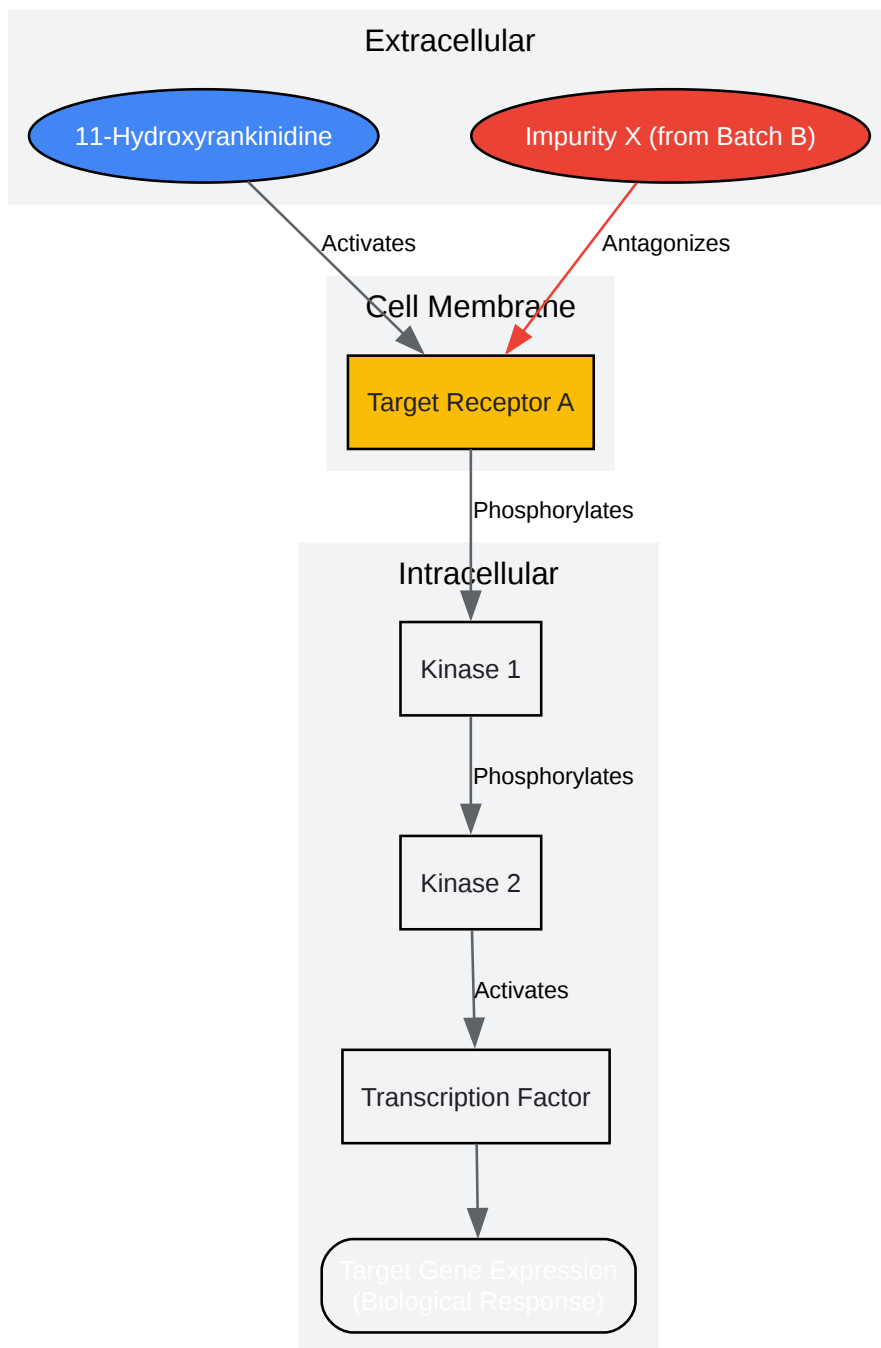 Extracellular
11-Hydroxyrankinidine
Impurity X (from Batch B)
Activates
Antagonizes
Cell Membrane
Target Receptor A
Phosphorylates
Intracellular
Kinase 1
Phosphorylates
Kinase 2
Activates
Transcription Factor
Target Gene Expression
(Biological Response)